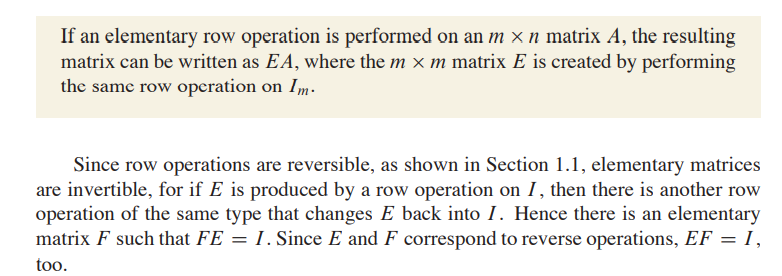 If an elementary row operation is performed on an m × n matrix A, the resulting
matrix can be written as EA, where the m × m matrix E is created by performing
the same row operation on Iₘ.
Since row operations are reversible, as shown in Section 1.1, elementary matrices
are invertible, for if E is produced by a row operation on I, then there is another row
operation of the same type that changes E back into I. Hence there is an elementary
matrix F such that FE = I. Since E and F correspond to reverse operations, EF = I,
too.